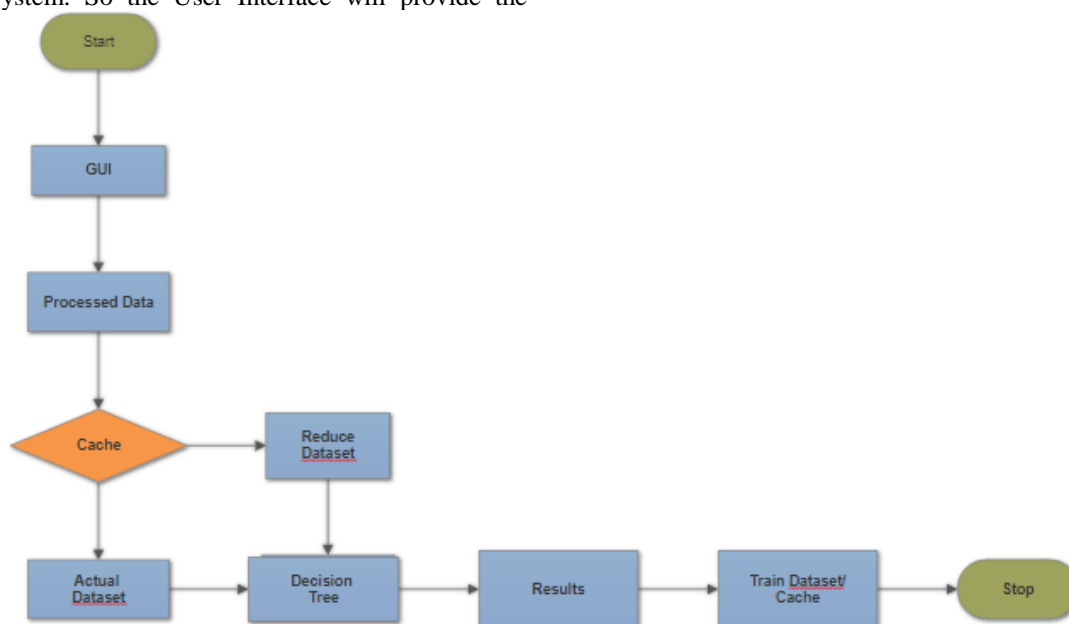 ystem. So the User Interface will provide the
Start
GUI
Processed Data
Cache
Reduce
Dataset
Actual
Dataset
Decision
Tree
Results
Train Dataset/
Cache
Stop